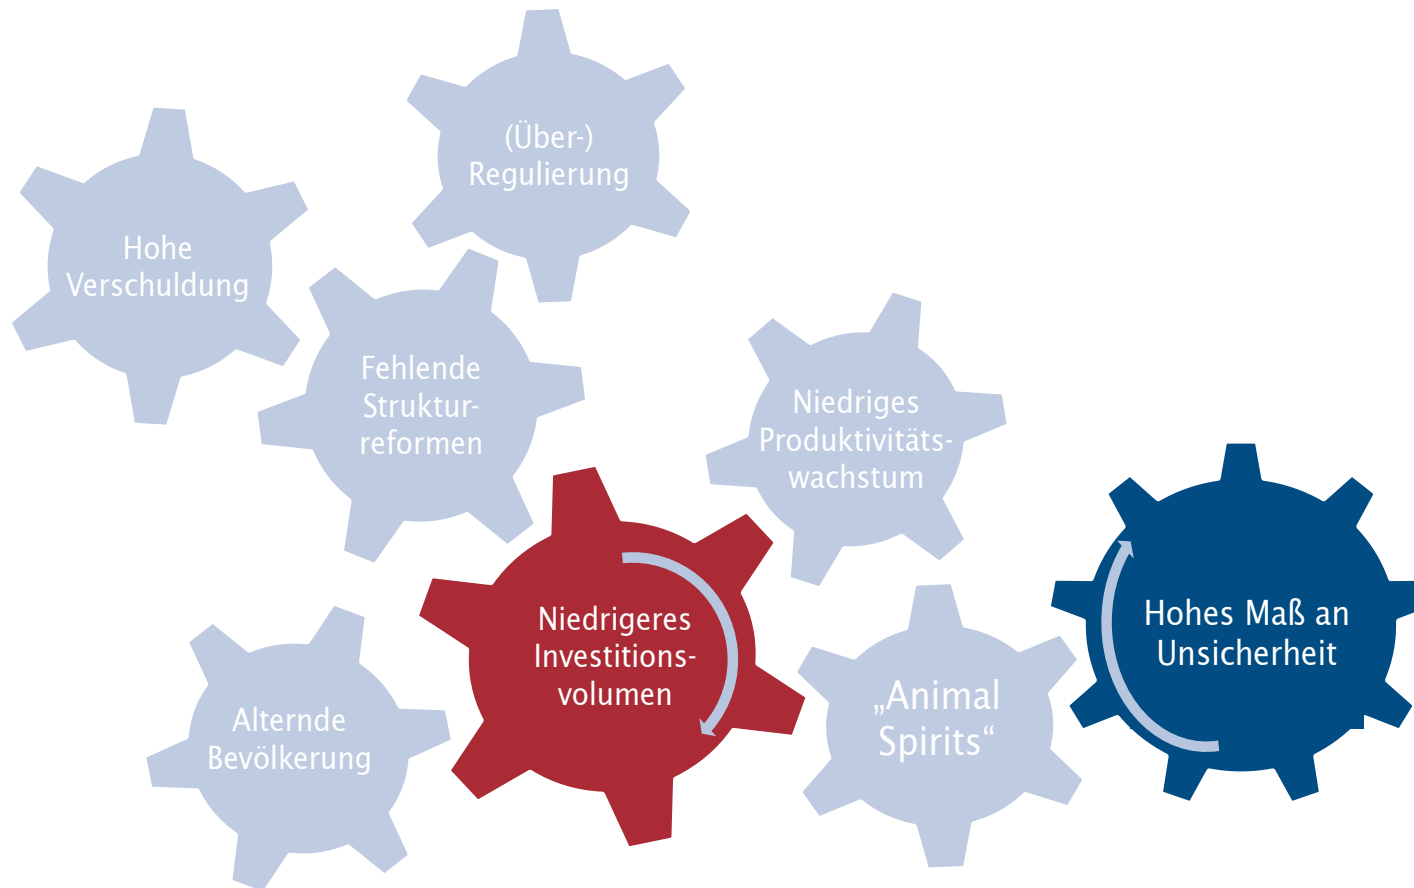 (Über-)
Regulierung
Hohe
Verschuldung
Fehlende
Struktur-
reformen
Niedriges
Produktivitäts-
wachstum
Niedrigeres
Investitions-
volumen
Hohes Maß an
Unsicherheit
„Animal
Spirits“
Alternde
Bevölkerung